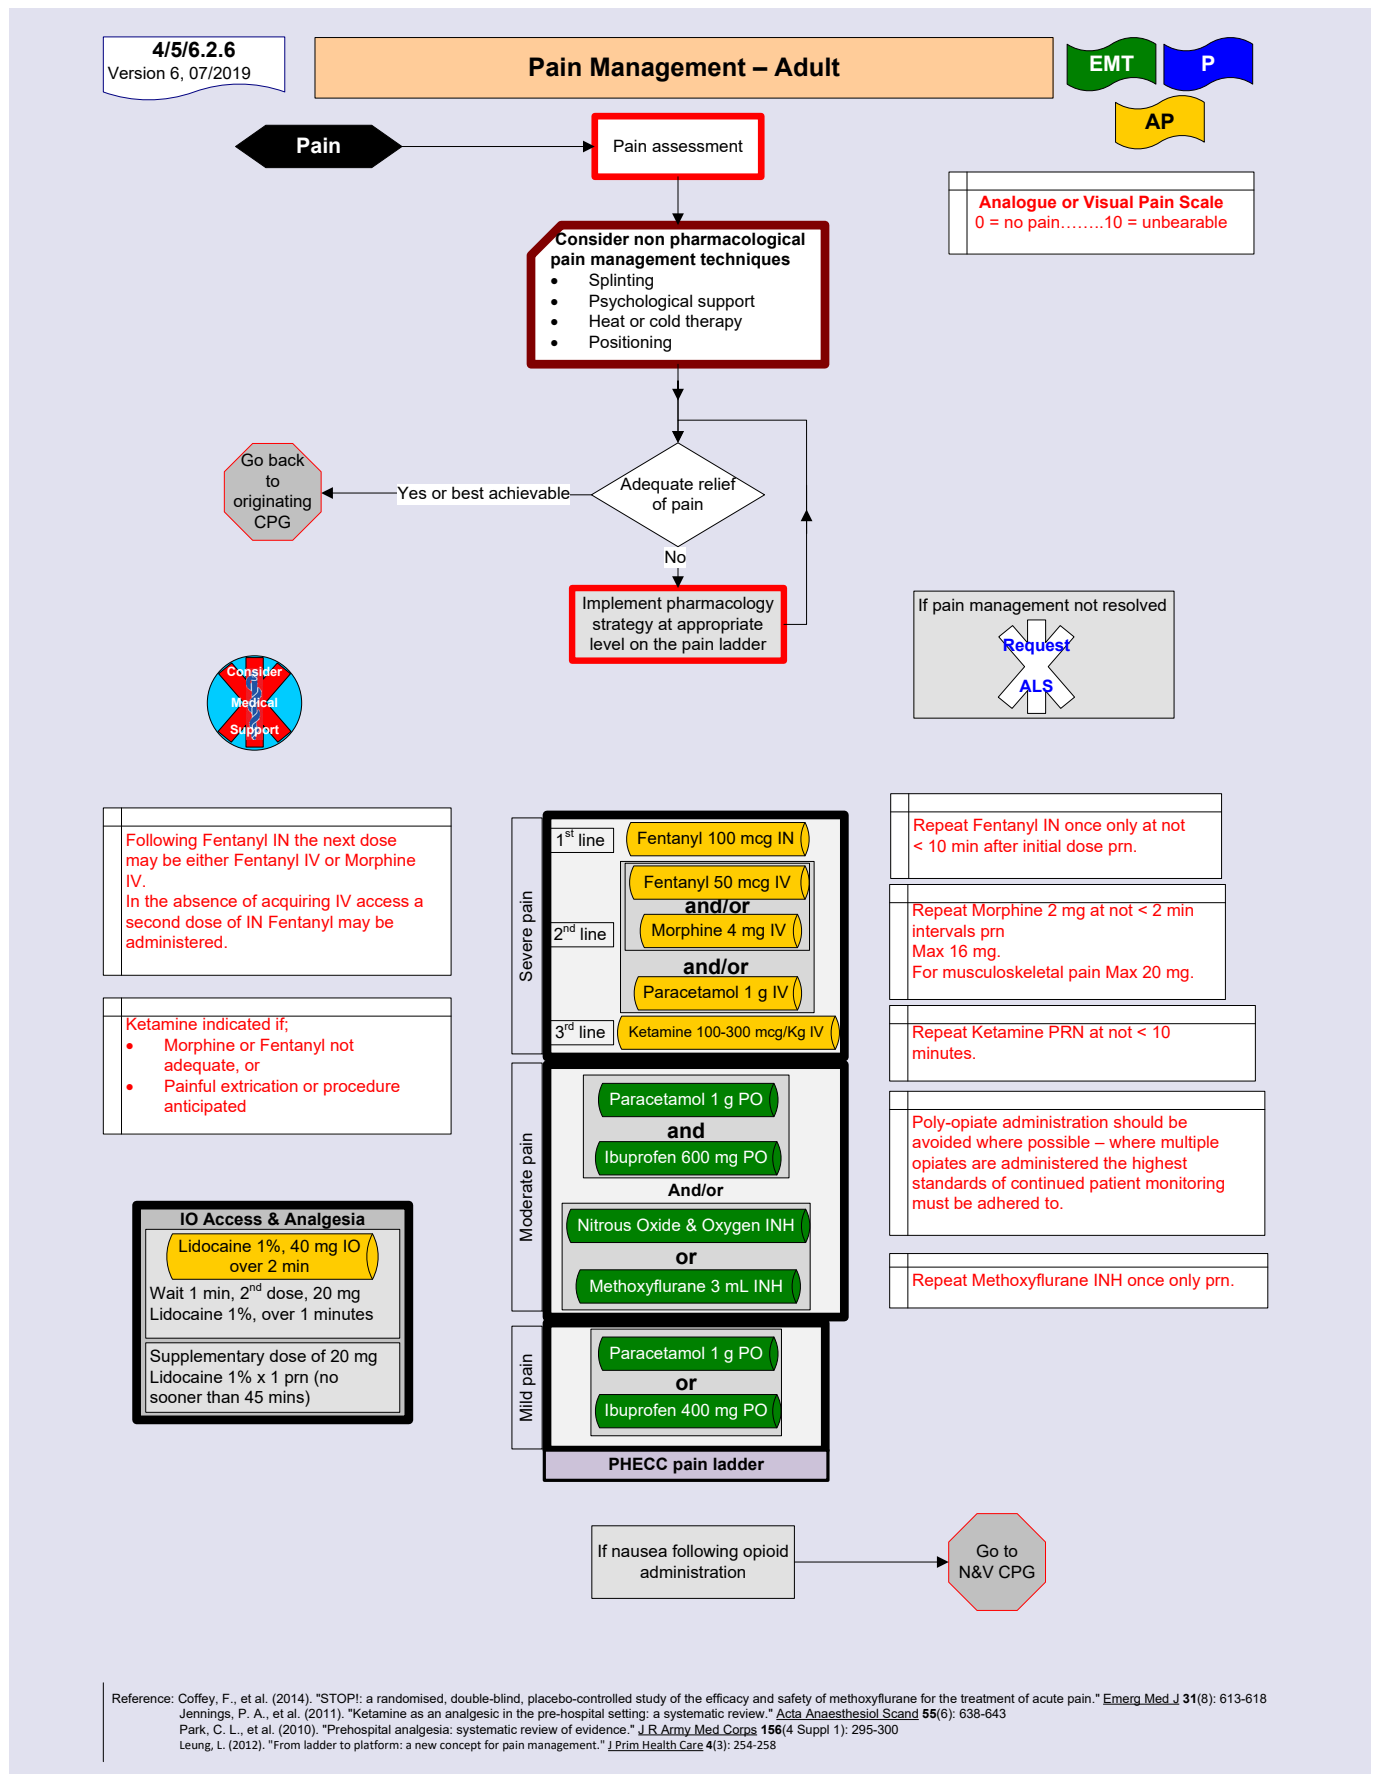 4/5/6.2.6
Version 6, 07/2019
Pain Management – Adult
EMT
P
AP
Pain
Pain assessment
Analogue or Visual Pain Scale
0 = no pain……..10 = unbearable
Consider non pharmacological
pain management techniques
• Splinting
• Psychological support
• Heat or cold therapy
• Positioning
Go back
to
originating
CPG
Yes or best achievable
Adequate relief
of pain
No
Implement pharmacology
strategy at appropriate
level on the pain ladder
If pain management not resolved
Request
ALS
Consider
Medical
Support
Following Fentanyl IN the next dose
may be either Fentanyl IV or Morphine
IV.
In the absence of acquiring IV access a
second dose of IN Fentanyl may be
administered.
Ketamine indicated if;
• Morphine or Fentanyl not
adequate, or
• Painful extrication or procedure
anticipated
IO Access & Analgesia
Lidocaine 1%, 40 mg IO
over 2 min
Wait 1 min, 2nd dose, 20 mg
Lidocaine 1%, over 1 minutes
Supplementary dose of 20 mg
Lidocaine 1% x 1 prn (no
sooner than 45 mins)
Severe pain
1st line
Fentanyl 100 mcg IN
2nd line
Fentanyl 50 mcg IV
and/or
Morphine 4 mg IV
and/or
Paracetamol 1 g IV
3rd line
Ketamine 100-300 mcg/Kg IV
Moderate pain
Paracetamol 1 g PO
and
Ibuprofen 600 mg PO
And/or
Nitrous Oxide & Oxygen INH
or
Methoxyflurane 3 mL INH
Mild pain
Paracetamol 1 g PO
or
Ibuprofen 400 mg PO
PHECC pain ladder
Repeat Fentanyl IN once only at not
< 10 min after initial dose prn.
Repeat Morphine 2 mg at not < 2 min
intervals prn
Max 16 mg.
For musculoskeletal pain Max 20 mg.
Repeat Ketamine PRN at not < 10
minutes.
Poly-opiate administration should be
avoided where possible – where multiple
opiates are administered the highest
standards of continued patient monitoring
must be adhered to.
Repeat Methoxyflurane INH once only prn.
If nausea following opioid
administration
Go to
N&V CPG
Reference: Coffey, F., et al. (2014). "STOP!: a randomised, double-blind, placebo-controlled study of the efficacy and safety of methoxyflurane for the treatment of acute pain." Emerg Med J 31(8): 613-618
Jennings, P. A., et al. (2011). "Ketamine as an analgesic in the pre-hospital setting: a systematic review." Acta Anaesthesiol Scand 55(6): 638-643
Park, C. L., et al. (2010). "Prehospital analgesia: systematic review of evidence." J R Army Med Corps 156(4 Suppl 1): 295-300
Leung, L. (2012). "From ladder to platform: a new concept for pain management." J Prim Health Care 4(3): 254-258